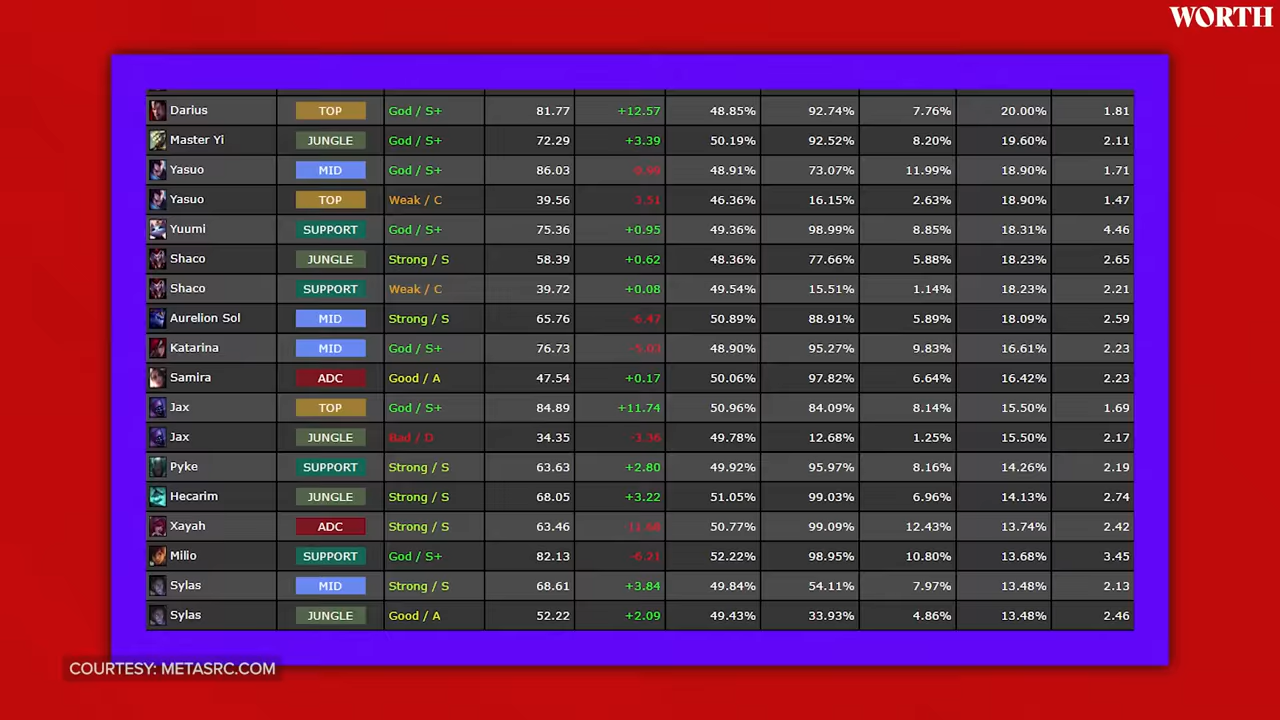 WORTH
Darius TOP God / S+ 81.77 +12.57 48.85% 92.74% 7.76% 20.00% 1.81
Master Yi JUNGLE God / S+ 72.29 +3.39 50.19% 92.52% 8.20% 19.60% 2.11
Yasuo MID God / S+ 86.03 -0.99 48.91% 73.07% 11.99% 18.90% 1.71
Yasuo TOP Weak / C 39.56 -3.51 46.36% 16.15% 2.63% 18.90% 1.47
Yuumi SUPPORT God / S+ 75.36 +0.95 49.36% 98.99% 8.85% 18.31% 4.46
Shaco JUNGLE Strong / S 58.39 +0.62 48.36% 77.66% 5.88% 18.23% 2.65
Shaco SUPPORT Weak / C 39.72 +0.08 49.54% 15.51% 1.14% 18.23% 2.21
Aurelion Sol MID Strong / S 65.76 -6.47 50.89% 88.91% 5.89% 18.09% 2.59
Katarina MID God / S+ 76.73 -5.03 48.90% 95.27% 9.83% 16.61% 2.23
Samira ADC Good / A 47.54 +0.17 50.06% 97.82% 6.64% 16.42% 2.23
Jax TOP God / S+ 84.89 +11.74 50.96% 84.09% 8.14% 15.50% 1.69
Jax JUNGLE Bad / D 34.35 -3.36 49.78% 12.68% 1.25% 15.50% 2.17
Pyke SUPPORT Strong / S 63.63 +2.80 49.92% 95.97% 8.16% 14.26% 2.19
Hecarim JUNGLE Strong / S 68.05 +3.22 51.05% 99.03% 6.96% 14.13% 2.74
Xayah ADC Strong / S 63.46 -11.68 50.77% 99.09% 12.43% 13.74% 2.42
Milio SUPPORT God / S+ 82.13 -6.21 52.22% 98.95% 10.80% 13.68% 3.45
Sylas MID Strong / S 68.61 +3.84 49.84% 54.11% 7.97% 13.48% 2.13
Sylas JUNGLE Good / A 52.22 +2.09 49.43% 33.93% 4.86% 13.48% 2.46
COURTESY: METASRC.COM